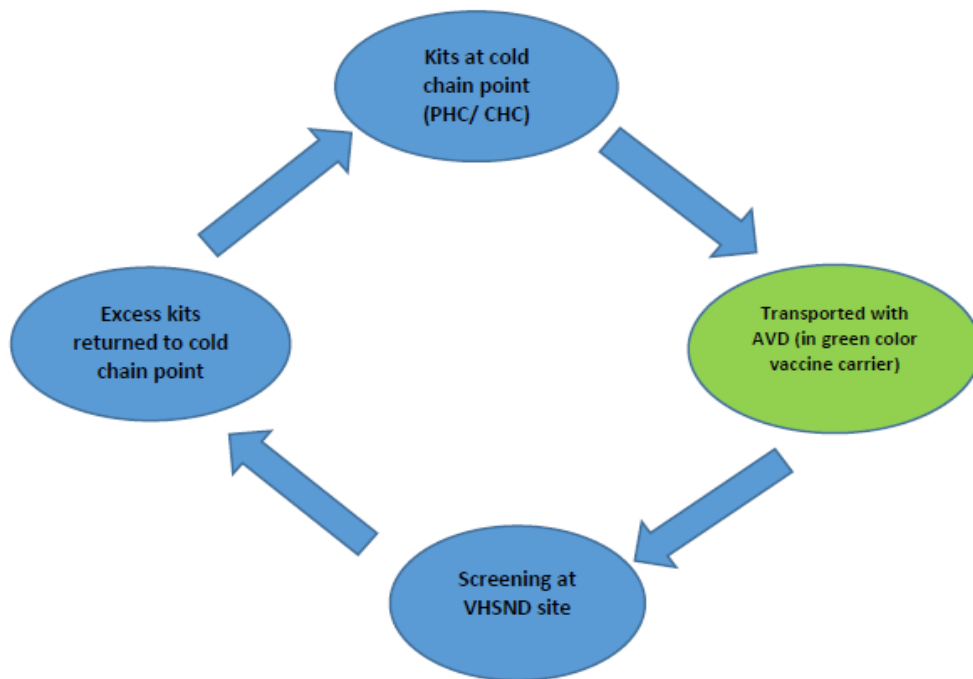 Kits at cold
chain point
(PHC/ CHC)
Transported with
AVD (in green color
vaccine carrier)
Screening at
VHSND site
Excess kits
returned to cold
chain point